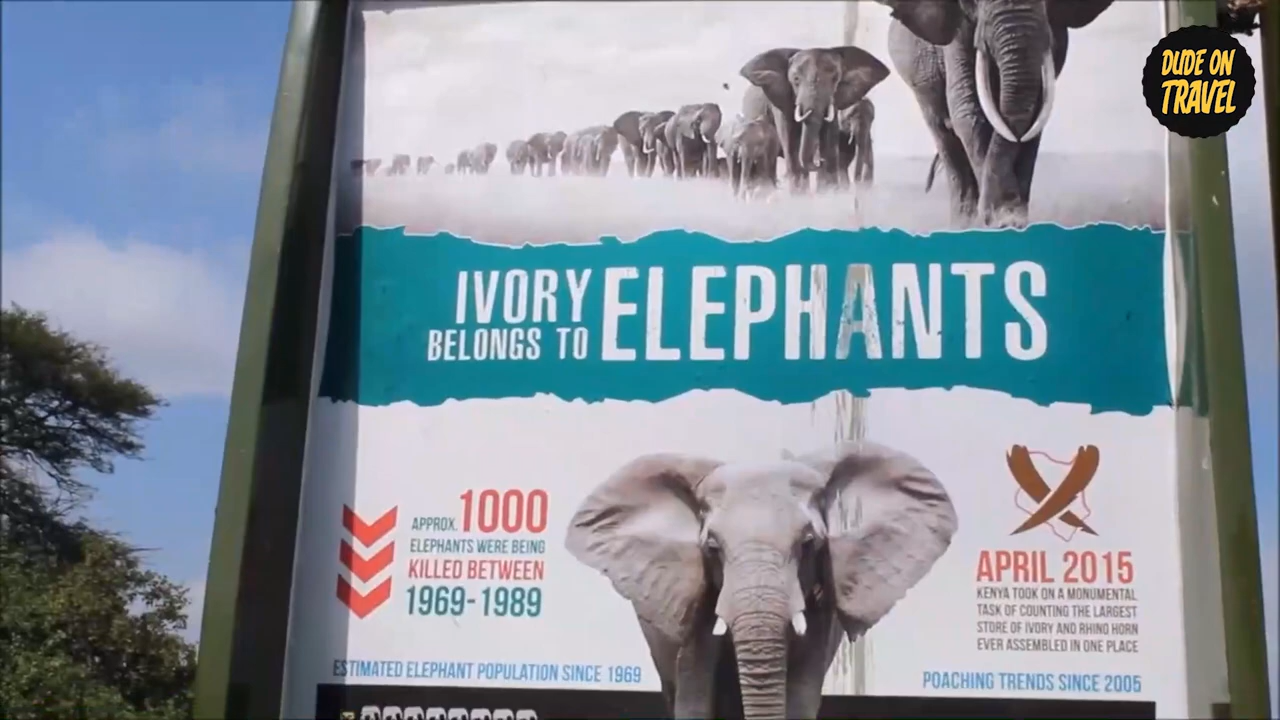 DUDE ON
TRAVEL
IVORY
BELONGS TO ELEPHANTS
APPROX. 1000
ELEPHANTS WERE BEING
KILLED BETWEEN
1969-1989
APRIL 2015
KENYA TOOK ON A MONUMENTAL
TASK OF COUNTING THE LARGEST
STORE OF IVORY AND RHINO HORN
EVER ASSEMBLED IN ONE PLACE
ESTIMATED ELEPHANT POPULATION SINCE 1969
POACHING TRENDS SINCE 2005